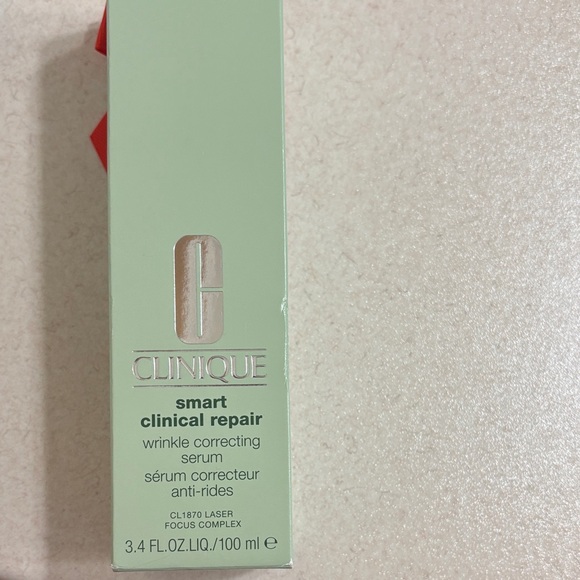 C
CLINIQUE
smart
clinical repair
wrinkle correcting
serum
sérum correcteur
anti-rides
CL1870 LASER
FOCUS COMPLEX
3.4 FL.OZ.LIQ./100 ml ℮